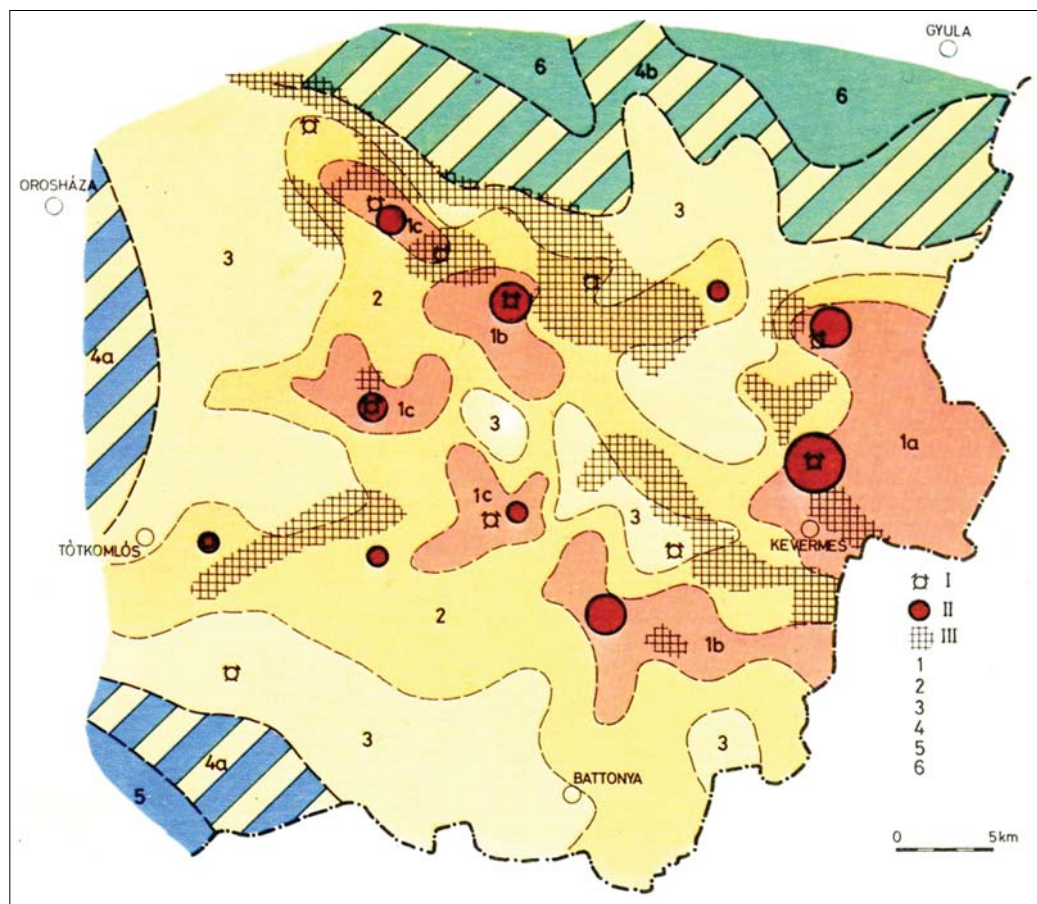 GYULA
6
4b
6
OROSHÁZA
3
1c
3
2
4a
1b
1c
3
1a
1c
3
TÓTKOMLÓS
KEVERMES
I
2
II
1b
III
1
2
3
4
5
6
3
3
4a
BATTONYA
5
0 5km